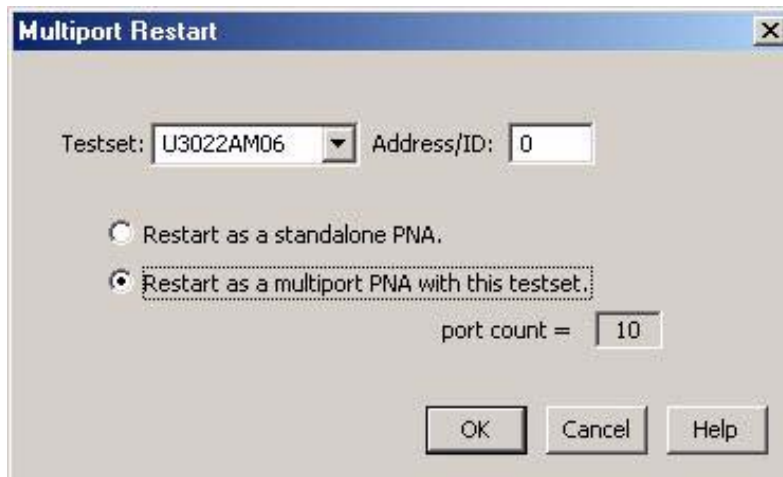 Multiport Restart
Testset: U3022AM06 Address/ID: 0
Restart as a standalone PNA.
Restart as a multiport PNA with this testset.
port count = 10
OK Cancel Help